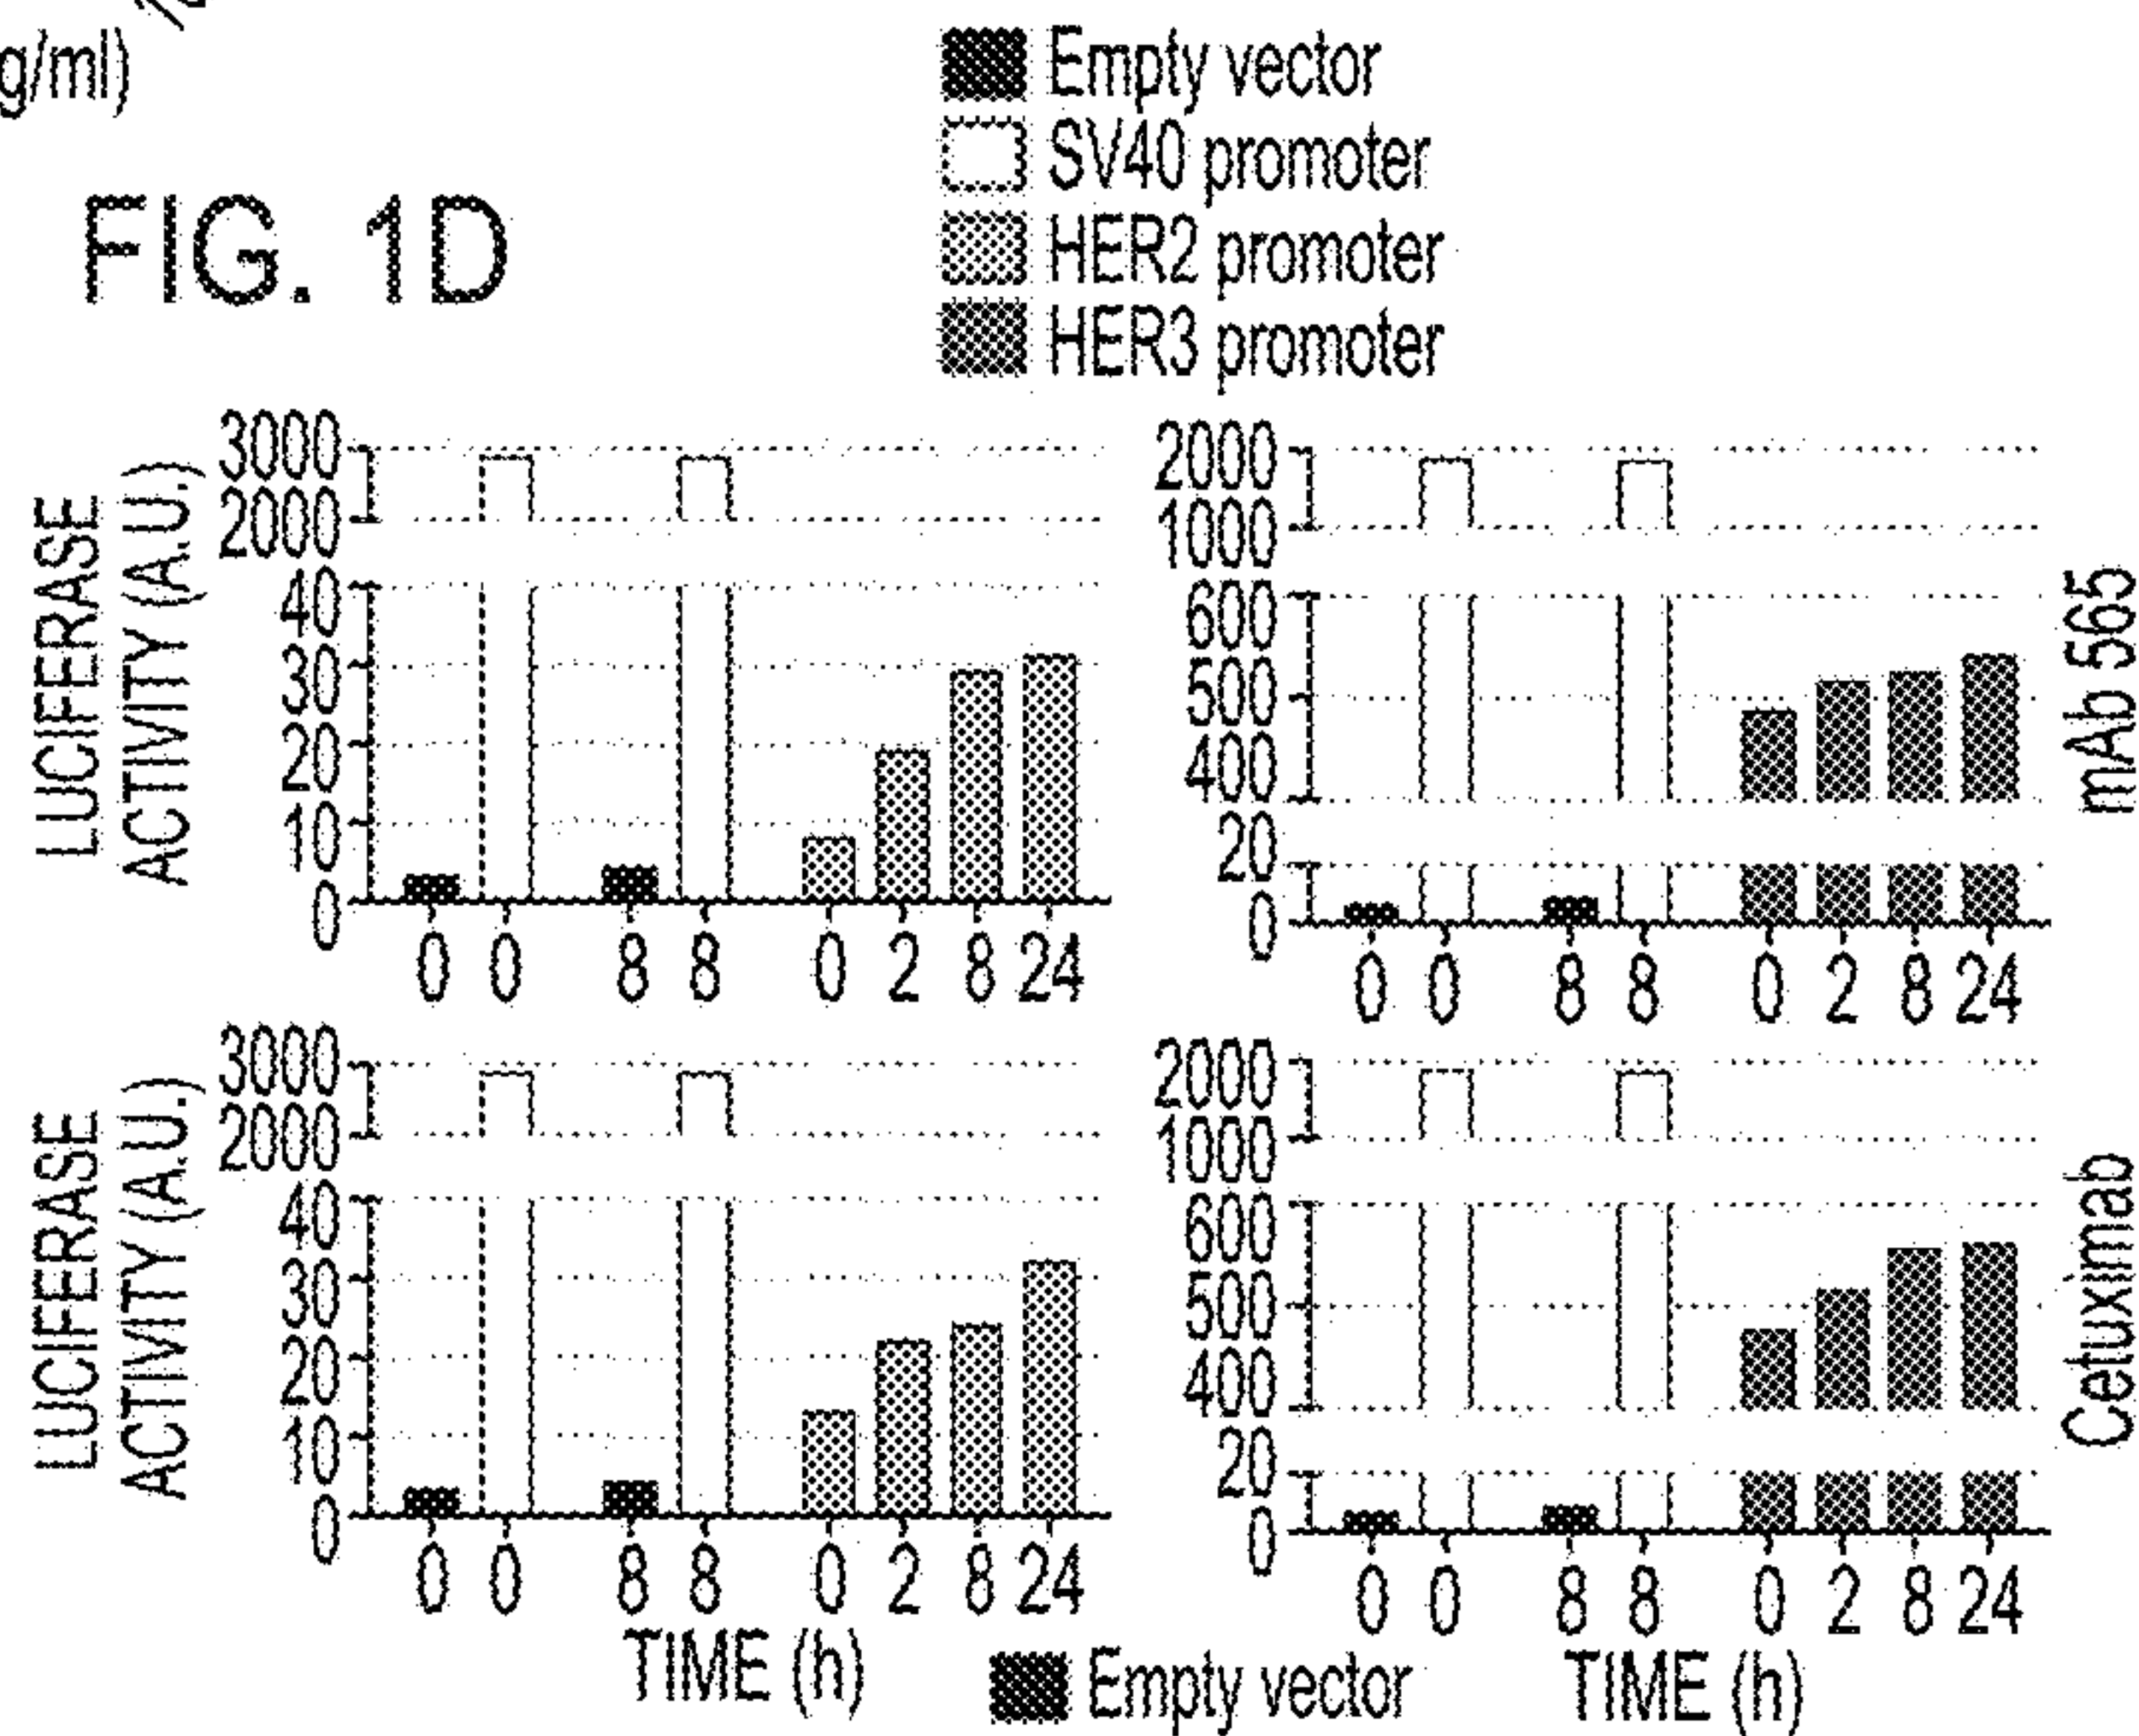 g/ml)
Empty vector
SV40 promoter
HER2 promoter
HER3 promoter
FIG. 1D
LUCIFERASE
ACTIVITY (A.U.)
3000
2000
40
30
20
10
0
0 0 8 8 0 2 8 24
2000
1000
600
500
400
20
0
0 0 8 8 0 2 8 24
mAb 565
LUCIFERASE
ACTIVITY (A.U.)
3000
2000
40
30
20
10
0
0 0 8 8 0 2 8 24
TIME (h)
2000
1000
600
500
400
20
0
0 0 8 8 0 2 8 24
TIME (h)
Cetuximab
Empty vector